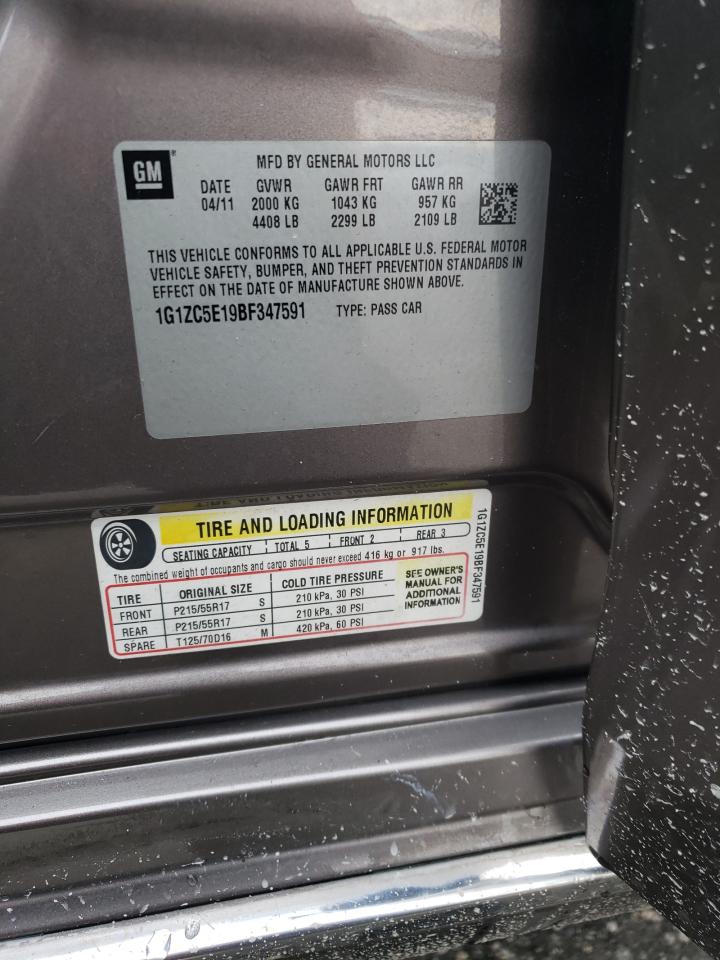 GM ®
MFD BY GENERAL MOTORS LLC
DATE GVWR GAWR FRT GAWR RR
04/11 2000 KG 1043 KG 957 KG
4408 LB 2299 LB 2109 LB
THIS VEHICLE CONFORMS TO ALL APPLICABLE U.S. FEDERAL MOTOR
VEHICLE SAFETY, BUMPER, AND THEFT PREVENTION STANDARDS IN
EFFECT ON THE DATE OF MANUFACTURE SHOWN ABOVE.
1G1ZC5E19BF347591 TYPE: PASS CAR
TIRE AND LOADING INFORMATION
SEATING CAPACITY TOTAL 5 FRONT 2 REAR 3
The combined weight of occupants and cargo should never exceed 416 kg or 917 lbs.
TIRE ORIGINAL SIZE COLD TIRE PRESSURE
FRONT P215/55R17 S 210 kPa, 30 PSI
REAR P215/55R17 S 210 kPa, 30 PSI
SPARE T125/70D16 M 420 kPa, 60 PSI
SEE OWNER'S
MANUAL FOR
ADDITIONAL
INFORMATION
1G1ZC5E19BF347591